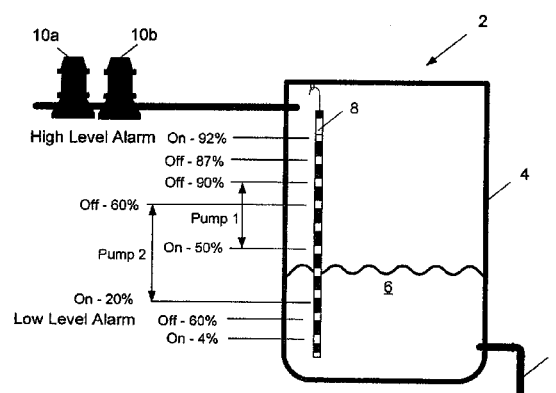 10a
10b
2
8
High Level Alarm
On - 92%
Off - 87%
Off - 90%
4
Off - 60%
Pump 1
Pump 2
On - 50%
6
On - 20%
Low Level Alarm
Off - 60%
On - 4%